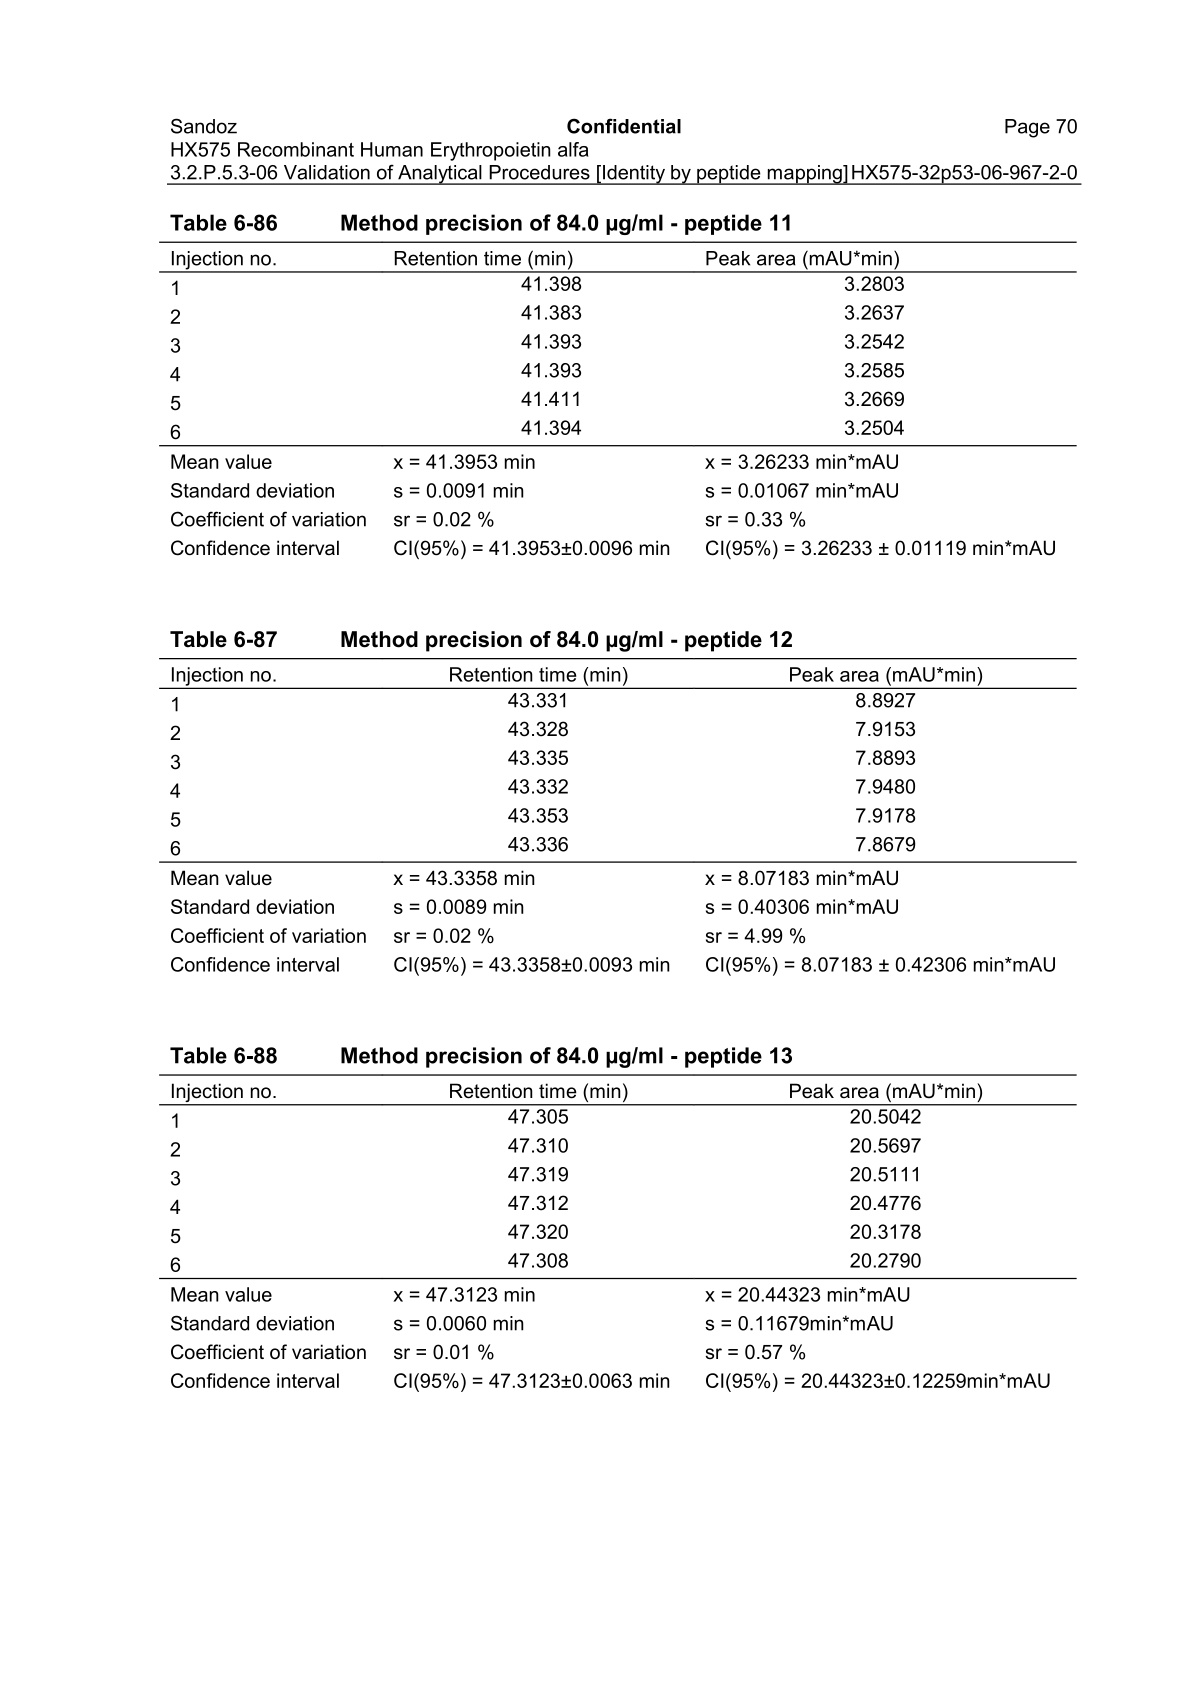 Sandoz Confidential Page 70
HX575 Recombinant Human Erythropoietin alfa
3.2.P.5.3-06 Validation of Analytical Procedures [Identity by peptide mapping] HX575-32p53-06-967-2-0
Table 6-86 Method precision of 84.0 µg/ml - peptide 11
Injection no. Retention time (min) Peak area (mAU*min)
1 41.398 3.2803
2 41.383 3.2637
3 41.393 3.2542
4 41.393 3.2585
5 41.411 3.2669
6 41.394 3.2504
Mean value x = 41.3953 min x = 3.26233 min*mAU
Standard deviation s = 0.0091 min s = 0.01067 min*mAU
Coefficient of variation sr = 0.02 % sr = 0.33 %
Confidence interval CI(95%) = 41.3953±0.0096 min CI(95%) = 3.26233 ± 0.01119 min*mAU
Table 6-87 Method precision of 84.0 µg/ml - peptide 12
Injection no. Retention time (min) Peak area (mAU*min)
1 43.331 8.8927
2 43.328 7.9153
3 43.335 7.8893
4 43.332 7.9480
5 43.353 7.9178
6 43.336 7.8679
Mean value x = 43.3358 min x = 8.07183 min*mAU
Standard deviation s = 0.0089 min s = 0.40306 min*mAU
Coefficient of variation sr = 0.02 % sr = 4.99 %
Confidence interval CI(95%) = 43.3358±0.0093 min CI(95%) = 8.07183 ± 0.42306 min*mAU
Table 6-88 Method precision of 84.0 µg/ml - peptide 13
Injection no. Retention time (min) Peak area (mAU*min)
1 47.305 20.5042
2 47.310 20.5697
3 47.319 20.5111
4 47.312 20.4776
5 47.320 20.3178
6 47.308 20.2790
Mean value x = 47.3123 min x = 20.44323 min*mAU
Standard deviation s = 0.0060 min s = 0.11679min*mAU
Coefficient of variation sr = 0.01 % sr = 0.57 %
Confidence interval CI(95%) = 47.3123±0.0063 min CI(95%) = 20.44323±0.12259min*mAU